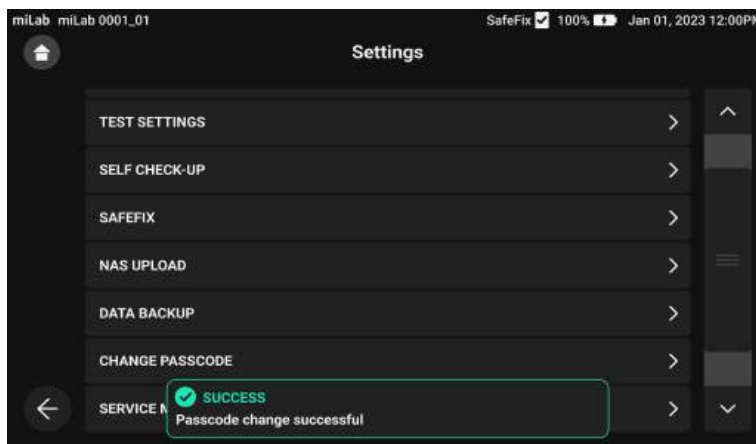 miLab miLab 0001_01 SafeFix 100% Jan 01, 2023 12:00PM
Settings
TEST SETTINGS
SELF CHECK-UP
SAFEFIX
NAS UPLOAD
DATA BACKUP
CHANGE PASSCODE
SERVICE
SUCCESS
Passcode change successful